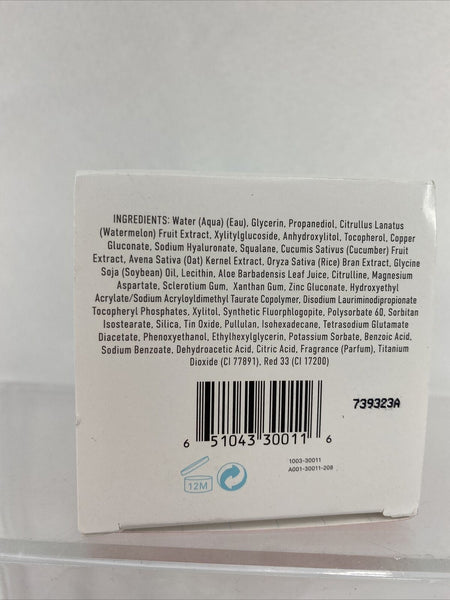 INGREDIENTS: Water (Aqua) (Eau), Glycerin, Propanediol, Citrullus Lanatus
(Watermelon) Fruit Extract, Xylitylglucoside, Anhydroxylitol, Tocopherol, Copper
Gluconate, Sodium Hyaluronate, Squalane, Cucumis Sativus (Cucumber) Fruit
Extract, Avena Sativa (Oat) Kernel Extract, Oryza Sativa (Rice) Bran Extract, Glycine
Soja (Soybean) Oil, Lecithin, Aloe Barbadensis Leaf Juice, Citrulline, Magnesium
Aspartate, Sclerotium Gum, Xanthan Gum, Zinc Gluconate, Hydroxyethyl
Acrylate/Sodium Acryloyldimethyl Taurate Copolymer, Disodium Lauriminodipropionate
Tocopheryl Phosphates, Xylitol, Synthetic Fluorphlogopite, Polysorbate 60, Sorbitan
Isostearate, Silica, Tin Oxide, Pullulan, Isohexadecane, Tetrasodium Glutamate
Diacetate, Phenoxyethanol, Ethylhexylglycerin, Potassium Sorbate, Benzoic Acid,
Sodium Benzoate, Dehydroacetic Acid, Citric Acid, Fragrance (Parfum), Titanium
Dioxide (CI 77891), Red 33 (CI 17200)
739323A
6 51043 30011 6
1003-30011
A001-30011-208
12M